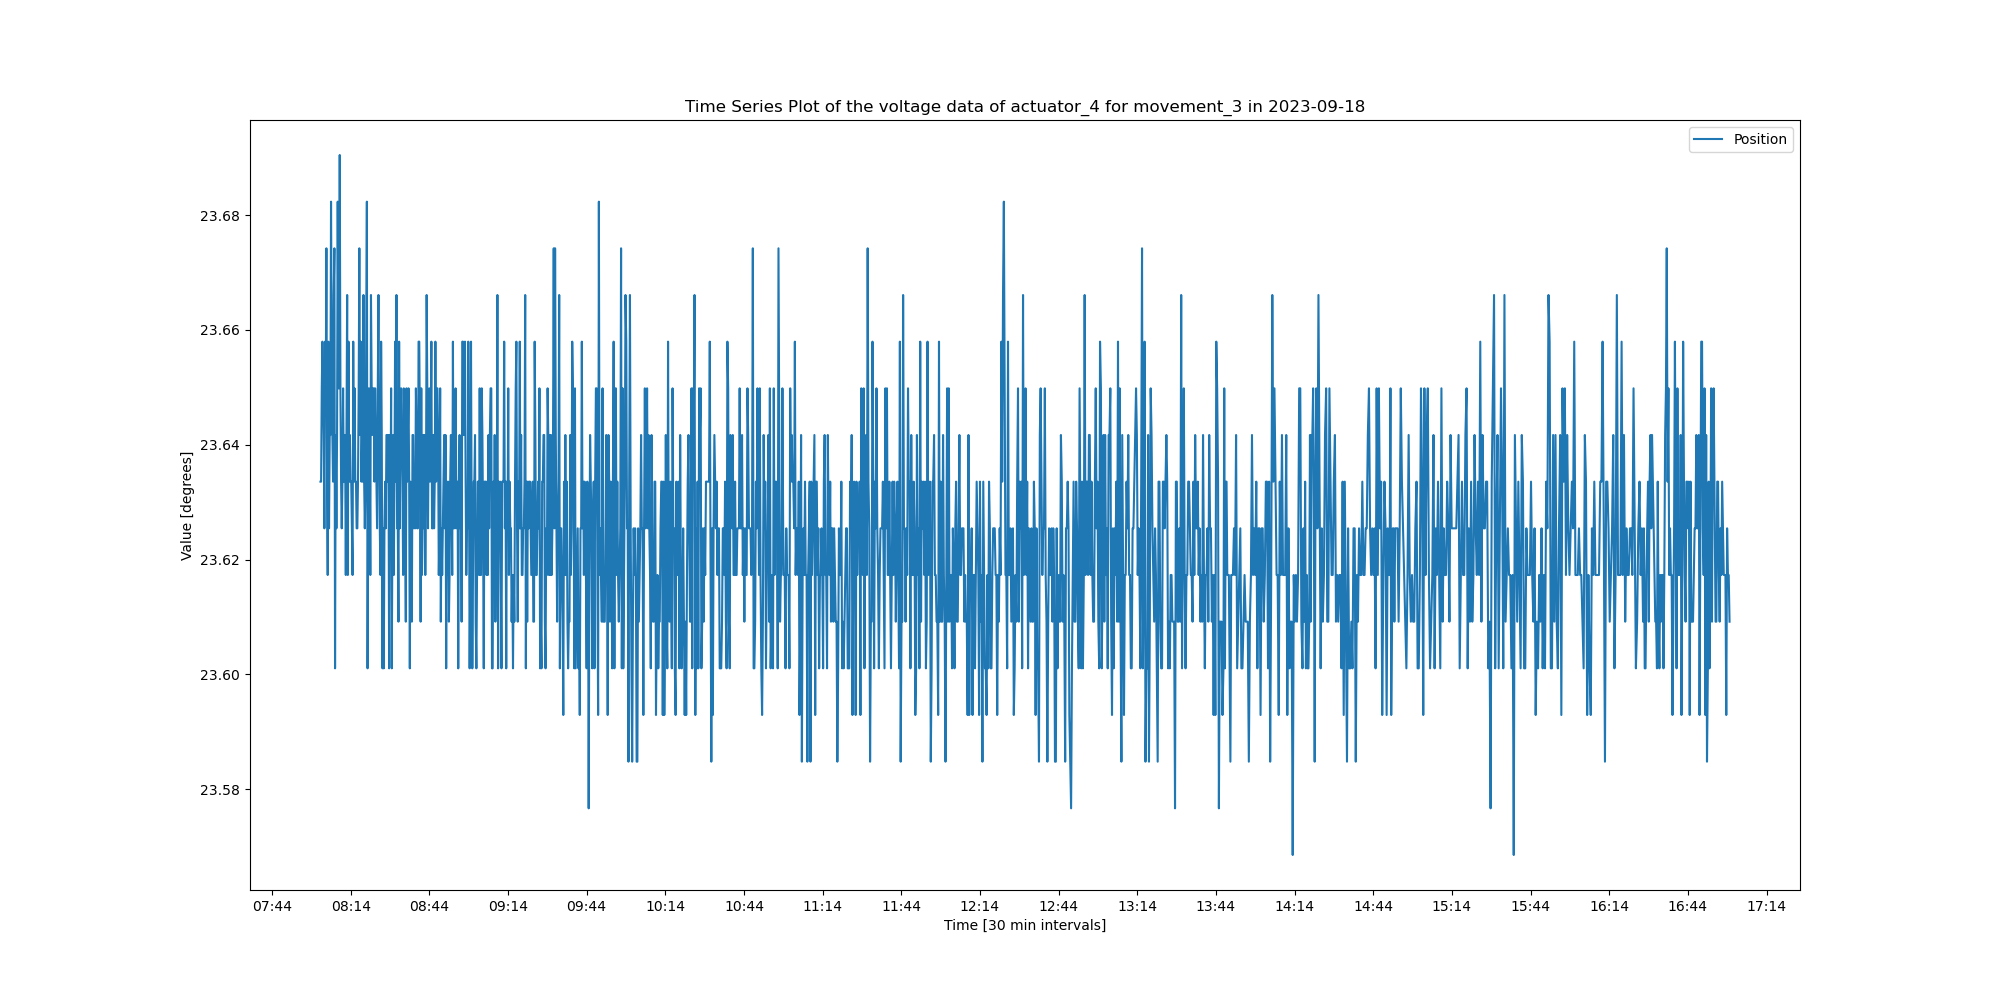 Time Series Plot of the voltage data of actuator_4 for movement_3 in 2023-09-18
Position
23.68
23.66
23.64
23.62
23.60
23.58
Value [degrees]
07:44 08:14 08:44 09:14 09:44 10:14 10:44 11:14 11:44 12:14 12:44 13:14 13:44 14:14 14:44 15:14 15:44 16:14 16:44 17:14
Time [30 min intervals]